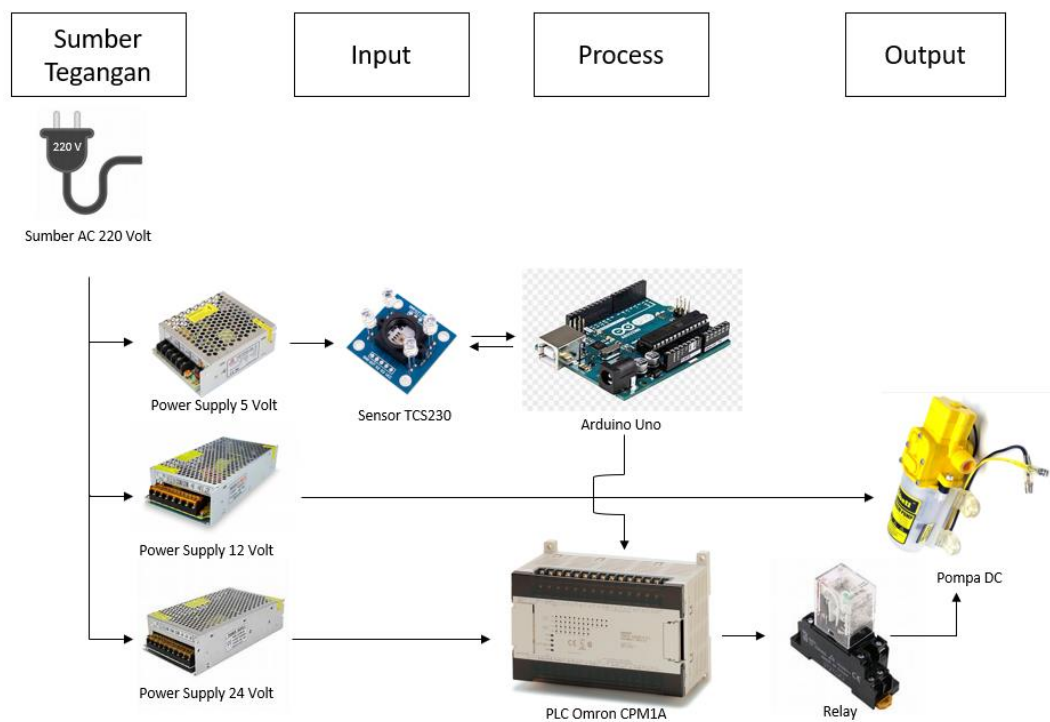 Sumber
Tegangan
Input
Process
Output
220 V
Sumber AC 220 Volt
Power Supply 5 Volt
Sensor TCS230
Arduino Uno
Power Supply 12 Volt
Pompa DC
Power Supply 24 Volt
PLC Omron CPM1A
Relay